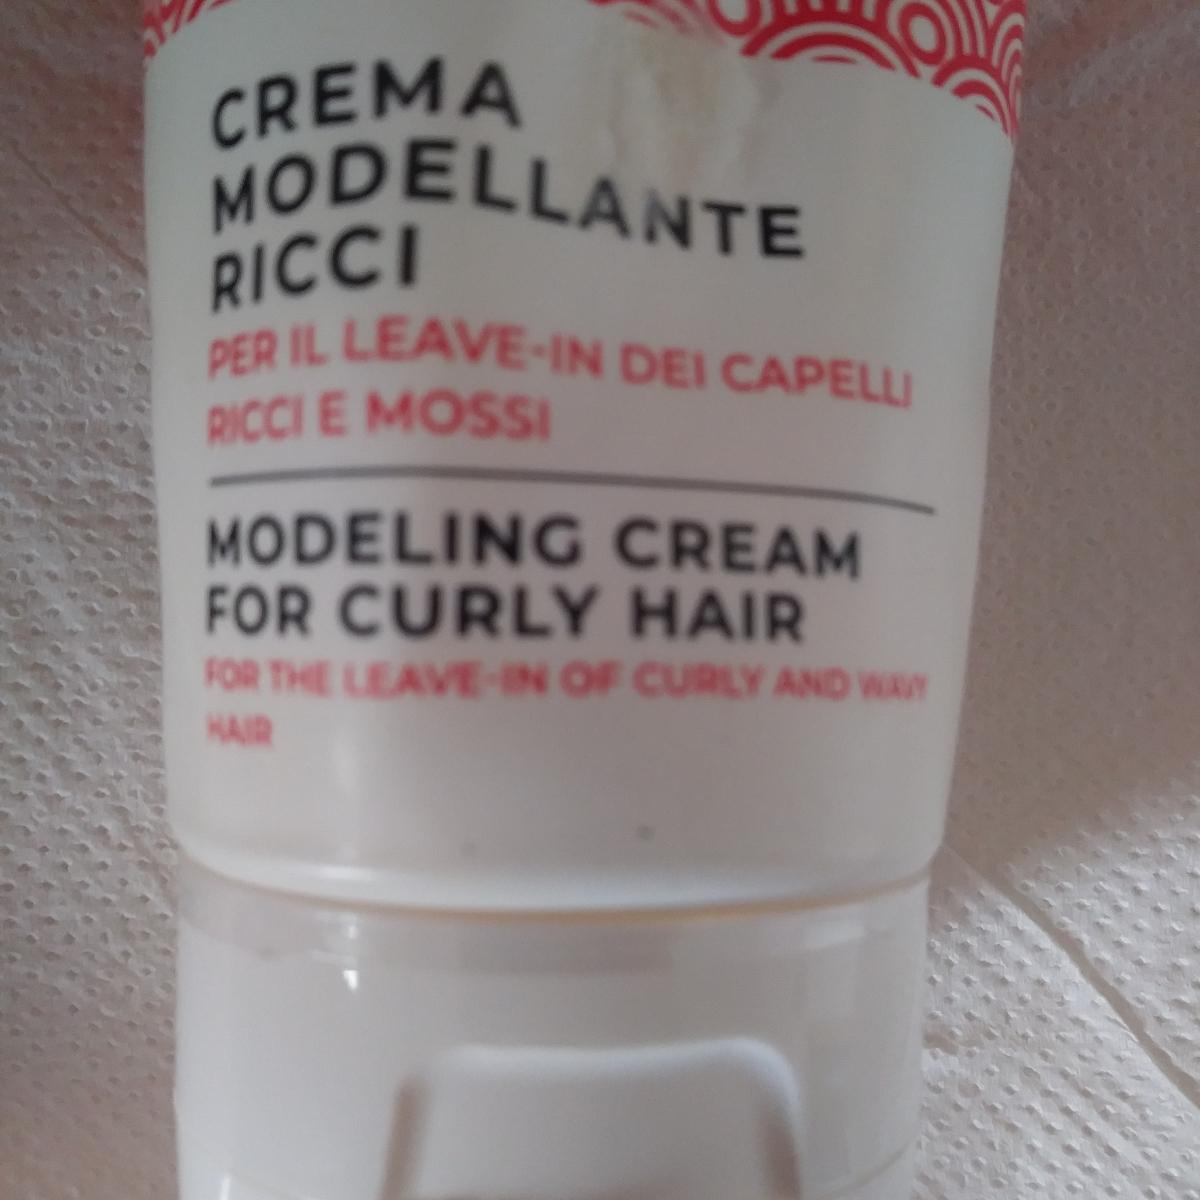 CREMA
MODELLANTE
RICCI
PER IL LEAVE-IN DEI CAPELLI
RICCI E MOSSI
MODELING CREAM
FOR CURLY HAIR
FOR THE LEAVE-IN OF CURLY AND WAVY
HAIR